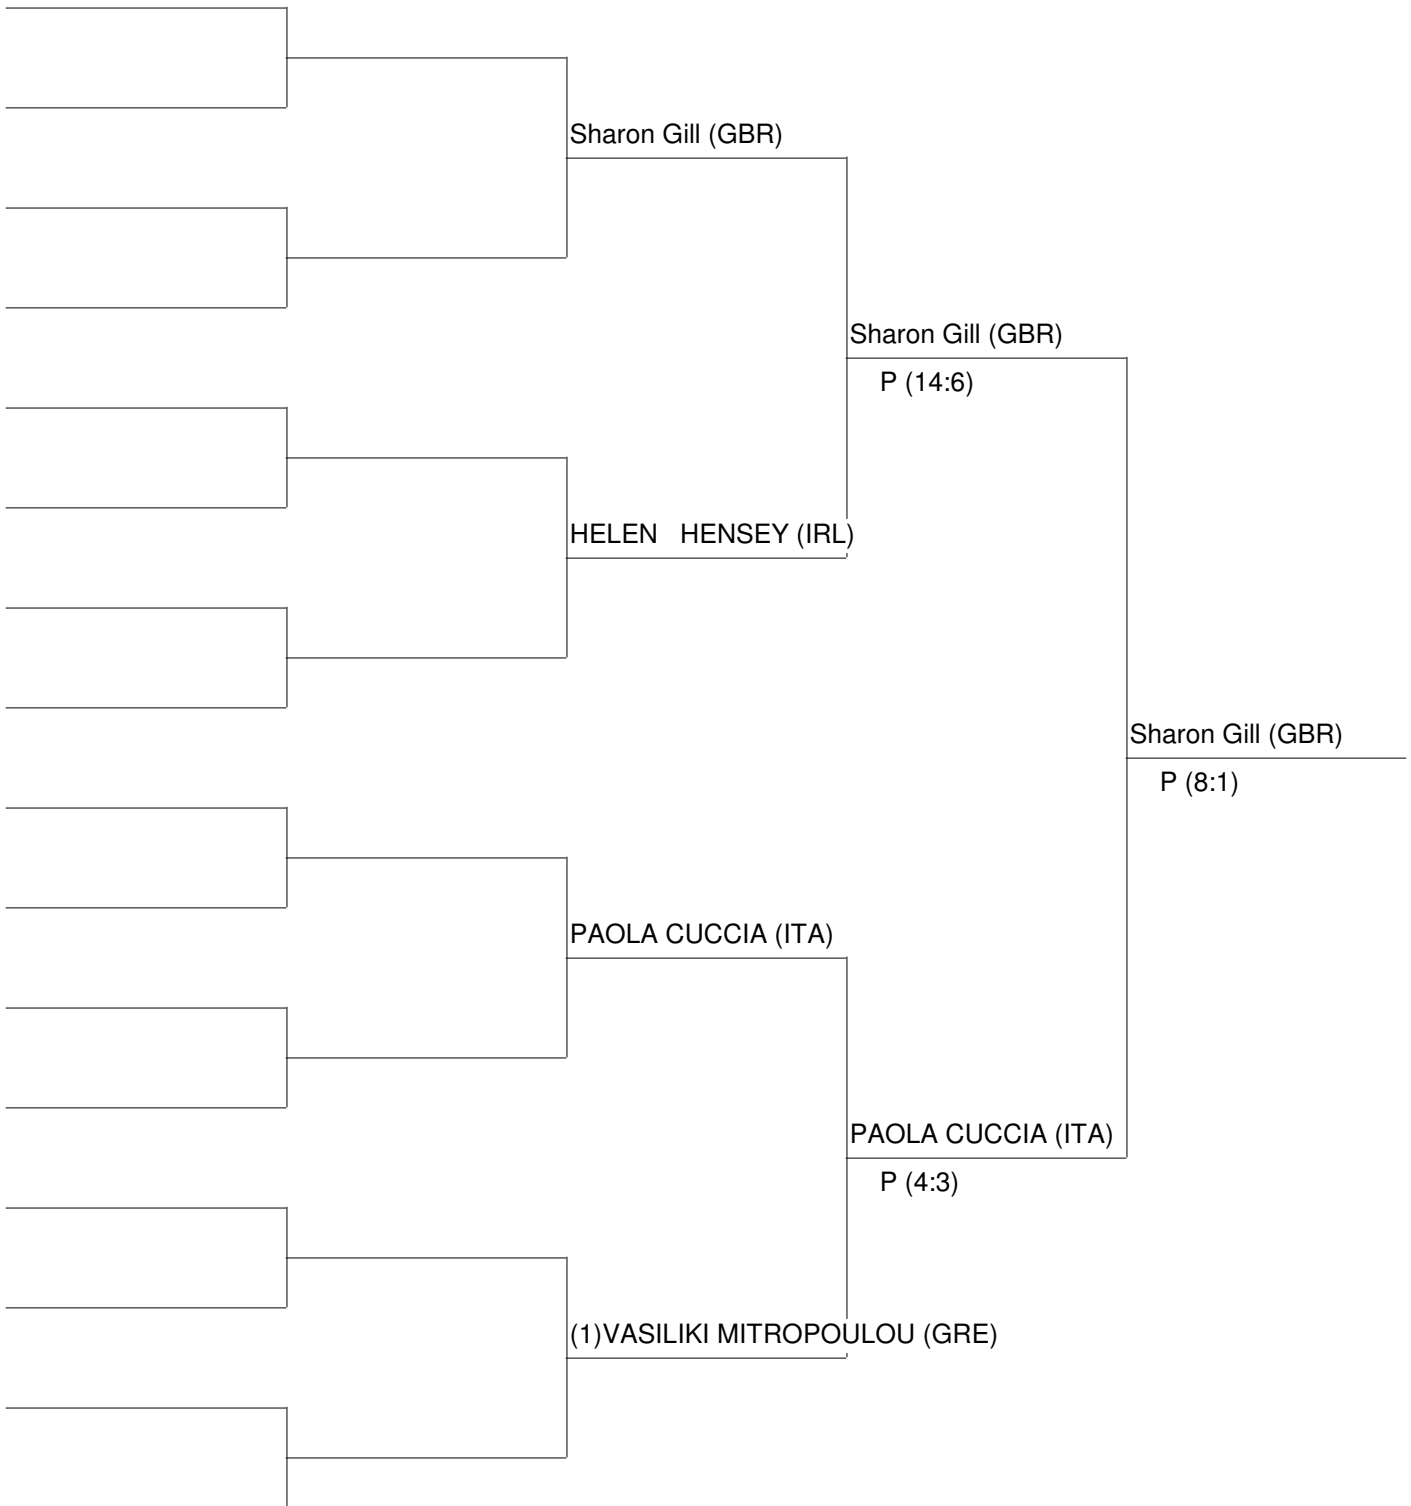 Sharon Gill (GBR)
Sharon Gill (GBR)
P (14:6)
HELEN   HENSEY (IRL)
Sharon Gill (GBR)
P (8:1)
PAOLA CUCCIA (ITA)
PAOLA CUCCIA (ITA)
P (4:3)
(1)VASILIKI MITROPOULOU (GRE)